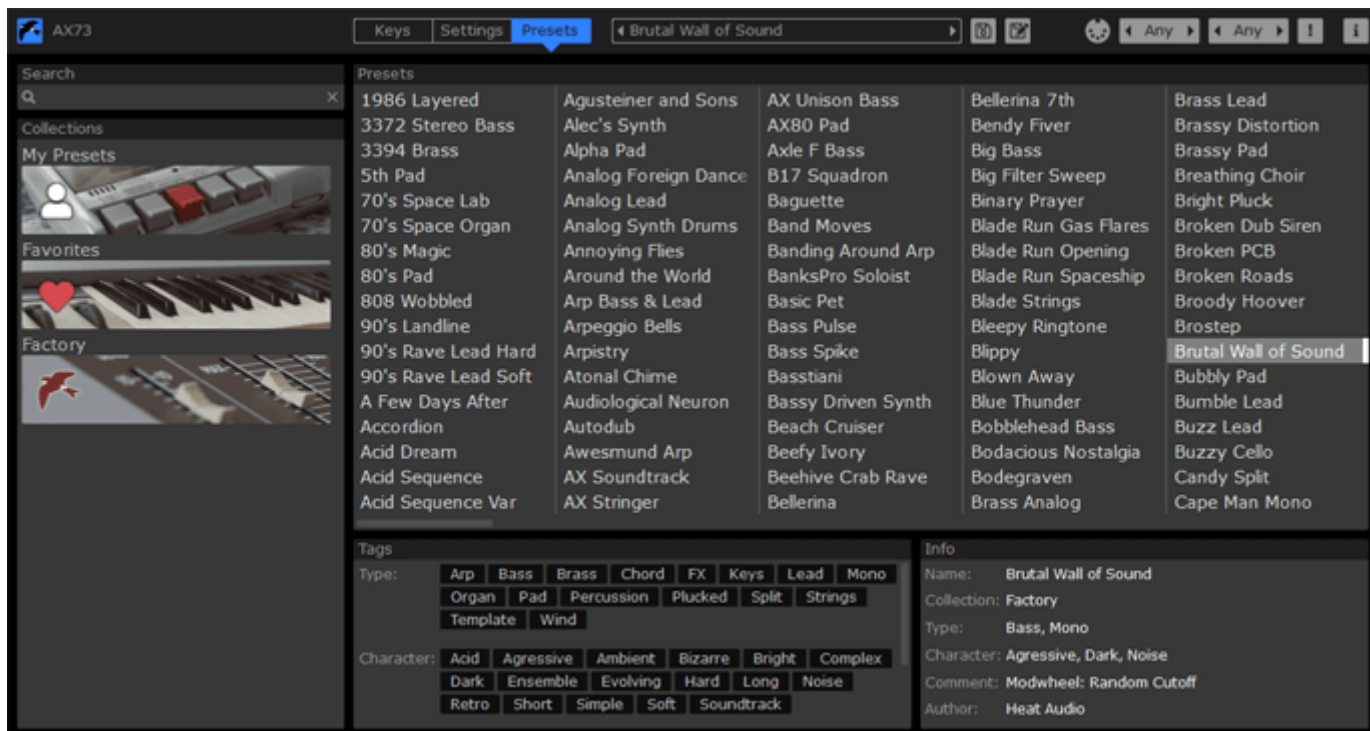 AX73 Keys Settings Presets Brutal Wall of Sound Any Any ! i
Search
Collections
My Presets
Favorites
Factory
Presets
1986 Layered
3372 Stereo Bass
3394 Brass
5th Pad
70's Space Lab
70's Space Organ
80's Magic
80's Pad
808 Wobbled
90's Landline
90's Rave Lead Hard
90's Rave Lead Soft
A Few Days After
Accordion
Acid Dream
Acid Sequence
Acid Sequence Var
Agusteiner and Sons
Alec's Synth
Alpha Pad
Analog Foreign Dance
Analog Lead
Analog Synth Drums
Annoying Flies
Around the World
Arp Bass & Lead
Arpeggio Bells
Arpistry
Atonal Chime
Audiological Neuron
Autodub
Awesmund Arp
AX Soundtrack
AX Stringer
AX Unison Bass
AX80 Pad
Axle F Bass
B17 Squadron
Baguette
Band Moves
Banding Around Arp
BanksPro Soloist
Basic Pet
Bass Pulse
Bass Spike
Basstiani
Bassy Driven Synth
Beach Cruiser
Beefy Ivory
Beehive Crab Rave
Bellerina
Bellerina 7th
Bendy Fiver
Big Bass
Big Filter Sweep
Binary Prayer
Blade Run Gas Flares
Blade Run Opening
Blade Run Spaceship
Blade Strings
Bleepy Ringtone
Blippy
Blown Away
Blue Thunder
Bobblehead Bass
Bodacious Nostalgia
Bodegraven
Brass Analog
Brass Lead
Brassy Distortion
Brassy Pad
Breathing Choir
Bright Pluck
Broken Dub Siren
Broken PCB
Broken Roads
Broody Hoover
Brostep
Brutal Wall of Sound
Bubbly Pad
Bumble Lead
Buzz Lead
Buzzy Cello
Candy Split
Cape Man Mono
Tags
Type: Arp Bass Brass Chord FX Keys Lead Mono
Organ Pad Percussion Plucked Split Strings
Template Wind
Character: Acid Agressive Ambient Bizarre Bright Complex
Dark Ensemble Evolving Hard Long Noise
Retro Short Simple Soft Soundtrack
Info
Name: Brutal Wall of Sound
Collection: Factory
Type: Bass, Mono
Character: Agressive, Dark, Noise
Comment: Modwheel: Random Cutoff
Author: Heat Audio